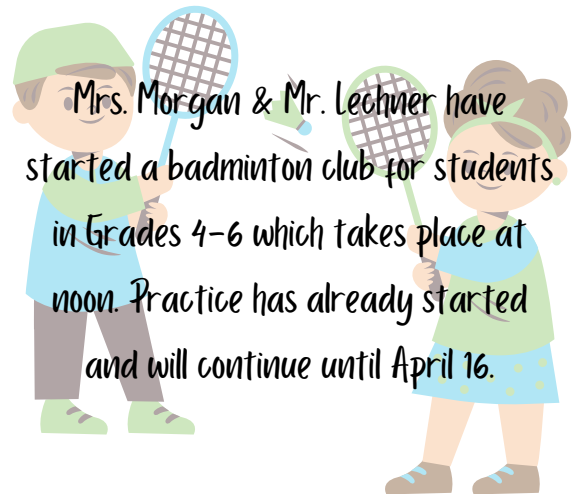 Mrs. Morgan & Mr. Lechner have
started a badminton club for students
in Grades 4-6 which takes place at
noon. Practice has already started
and will continue until April 16.